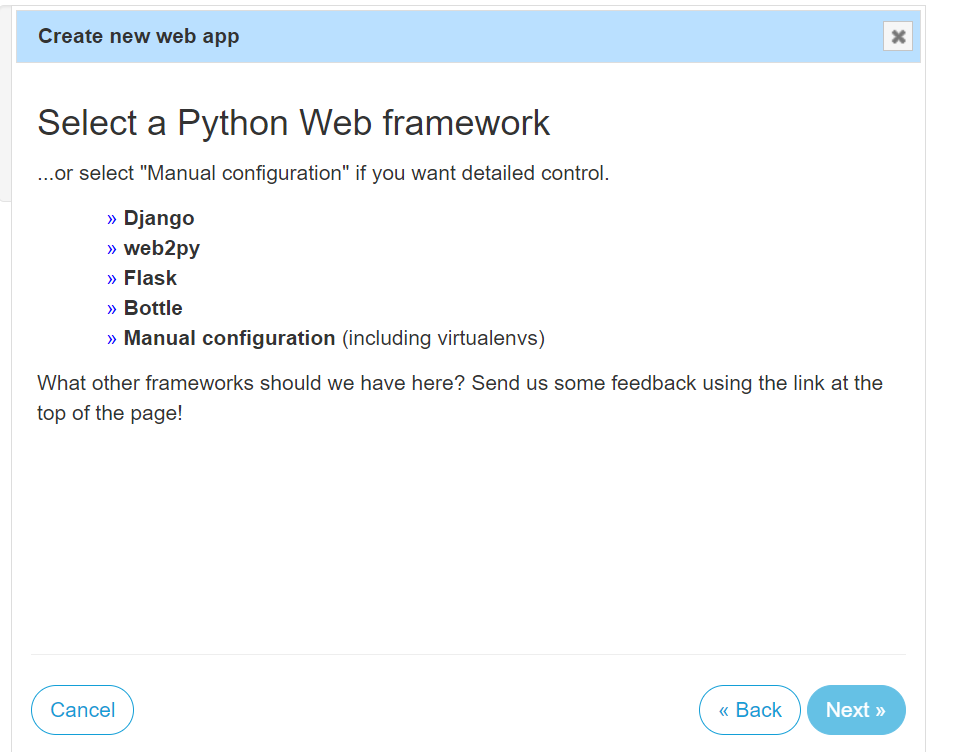 Create new web app
Select a Python Web framework
...or select "Manual configuration" if you want detailed control.
» Django
» web2py
» Flask
» Bottle
» Manual configuration (including virtualenvs)
What other frameworks should we have here? Send us some feedback using the link at the
top of the page!
Cancel
« Back
Next »